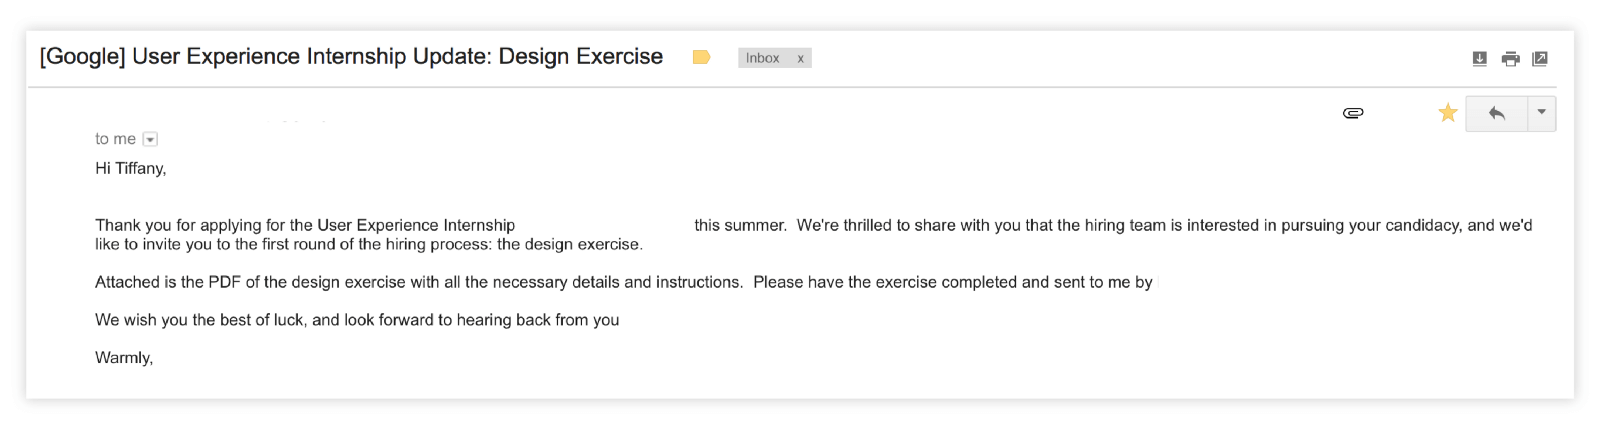 [Google] User Experience Internship Update: Design Exercise Inbox x
to me
Hi Tiffany,
Thank you for applying for the User Experience Internship this summer. We're thrilled to share with you that the hiring team is interested in pursuing your candidacy, and we'd
like to invite you to the first round of the hiring process: the design exercise.
Attached is the PDF of the design exercise with all the necessary details and instructions. Please have the exercise completed and sent to me by
We wish you the best of luck, and look forward to hearing back from you
Warmly,